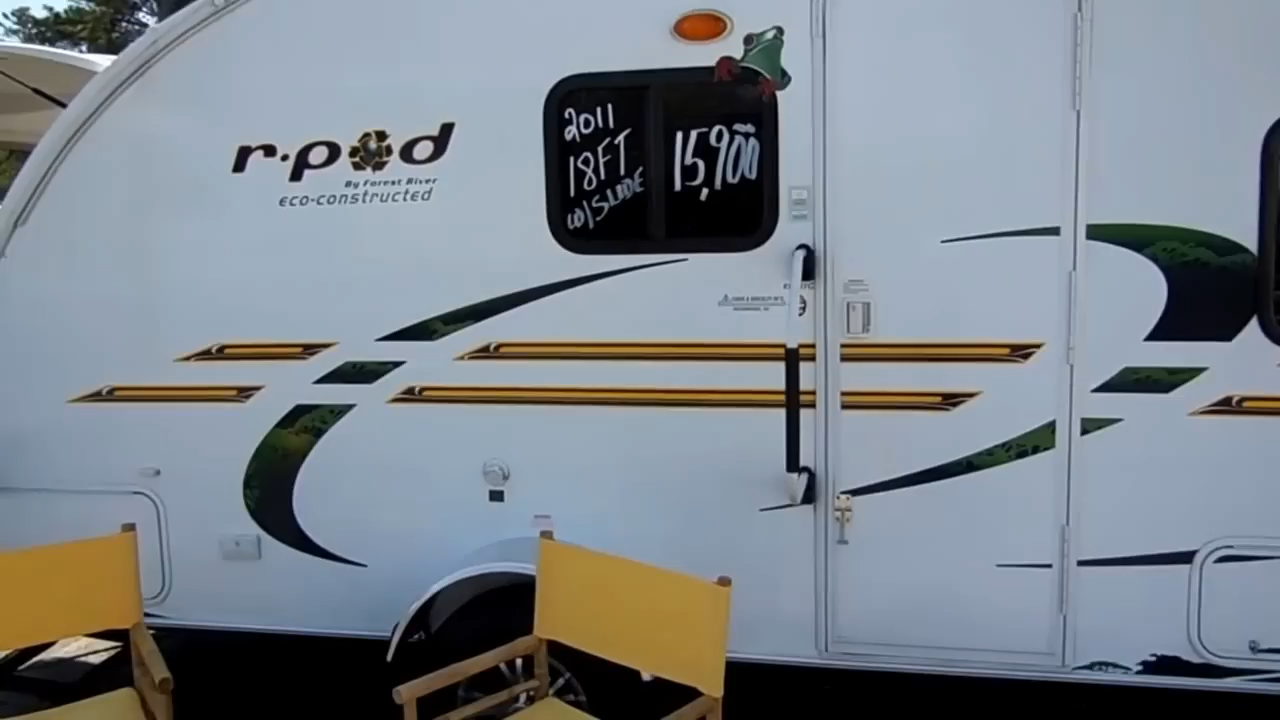 r·pod
By Forest River
eco-constructed
2011
18FT
w/SLIDE
15,900